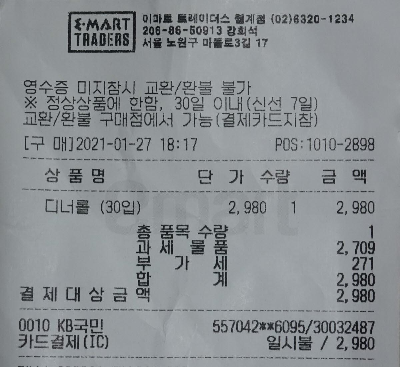 E-MART
TRADERS
이마트 트레이더스 월계점 (02)6320-1234
206-86-50913 강희석
서울 노원구 마들로3길 17
영수증 미지참시 교환/환불 불가
※ 정상상품에 한함, 30일 이내(신선 7일)
교환/환불 구매점에서 가능(결제카드지참)
[구 매]2021-01-27 18:17 POS:1010-2898
상 품 명 단 가 수량 금 액
디너롤 (30입) 2,980 1 2,980
총 품목 수량 1
과 세 물 품 2,709
부 가 세 271
합 계 2,980
결 제 대 상 금 액 2,980
0010 KB국민 557042**6095/30032487
카드결제(IC) 일시불 / 2,980